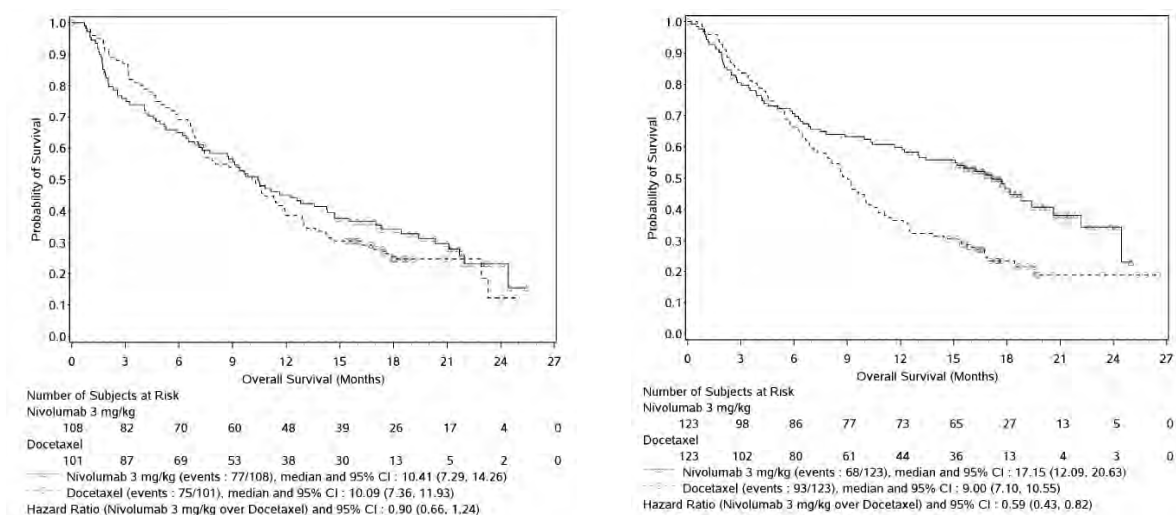 1.0
0.9
0.8
0.7
0.6
0.5
0.4
0.3
0.2
0.1
0.0
Probability of Survival
0 3 6 9 12 15 18 21 24 27
Overall Survival (Months)
Number of Subjects at Risk
Nivolumab 3 mg/kg
108 82 70 60 48 39 26 17 4 0
Docetaxel
101 87 69 53 38 30 13 5 2 0
Nivolumab 3 mg/kg (events : 77/108), median and 95% CI : 10.41 (7.29, 14.26)
Docetaxel (events : 75/101), median and 95% CI : 10.09 (7.36, 11.93)
Hazard Ratio (Nivolumab 3 mg/kg over Docetaxel) and 95% CI : 0.90 (0.66, 1.24)
1.0
0.9
0.8
0.7
0.6
0.5
0.4
0.3
0.2
0.1
0.0
Probability of Survival
0 3 6 9 12 15 18 21 24 27
Overall Survival (Months)
Number of Subjects at Risk
Nivolumab 3 mg/kg
123 98 86 77 73 65 27 13 5 0
Docetaxel
123 102 80 61 44 36 13 4 3 0
Nivolumab 3 mg/kg (events : 68/123), median and 95% CI : 17.15 (12.09, 20.63)
Docetaxel (events : 93/123), median and 95% CI : 9.00 (7.10, 10.55)
Hazard Ratio (Nivolumab 3 mg/kg over Docetaxel) and 95% CI : 0.59 (0.43, 0.82)